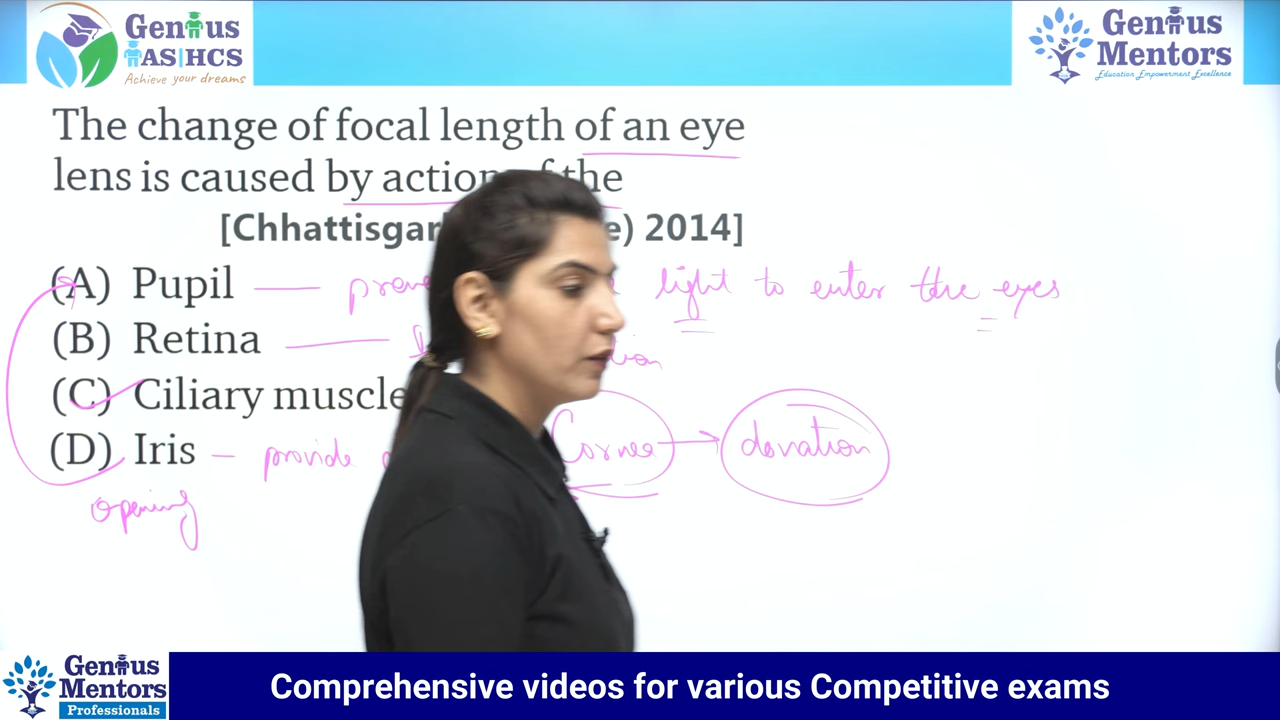 Genius
IAS|HCS
Achieve your dreams
Genius
Mentors
Education Empowerment Excellence
The change of focal length of an eye
lens is caused by action of the
[Chhattisgar e) 2014]
(A) Pupil — light to enter the eyes
(B) Retina —
(C) Ciliary muscle
Cornea → donation
(D) Iris – provide
opening
Genius
Mentors
Professionals
Comprehensive videos for various Competitive exams